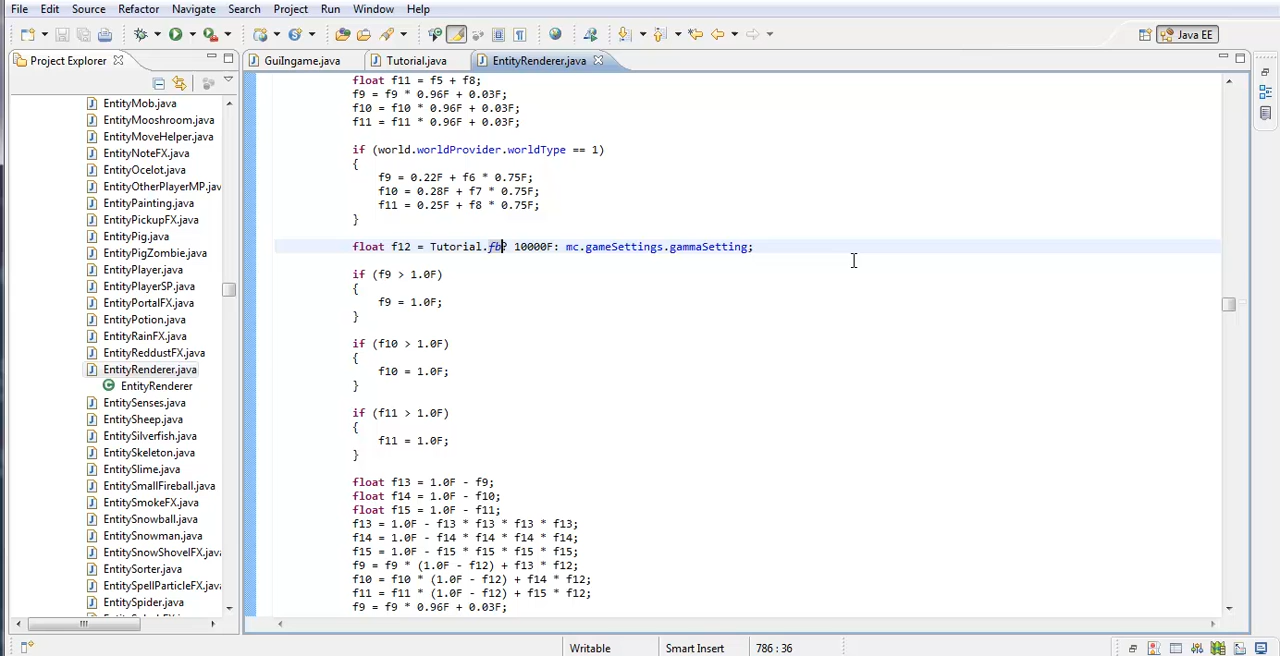 File Edit Source Refactor Navigate Search Project Run Window Help
Java EE
Project Explorer
GuiIngame.java Tutorial.java EntityRenderer.java
EntityMob.java
EntityMooshroom.java
EntityMoveHelper.java
EntityNoteFX.java
EntityOcelot.java
EntityOtherPlayerMP.jav
EntityPainting.java
EntityPickupFX.java
EntityPig.java
EntityPigZombie.java
EntityPlayer.java
EntityPlayerSP.java
EntityPortalFX.java
EntityPotion.java
EntityRainFX.java
EntityReddustFX.java
EntityRenderer.java
EntityRenderer
EntitySenses.java
EntitySheep.java
EntitySilverfish.java
EntitySkeleton.java
EntitySlime.java
EntitySmallFireball.java
EntitySmokeFX.java
EntitySnowball.java
EntitySnowman.java
EntitySnowShovelFX.java
EntitySorter.java
EntitySpellParticleFX.java
EntitySpider.java
float f11 = f5 + f8;
f9 = f9 * 0.96F + 0.03F;
f10 = f10 * 0.96F + 0.03F;
f11 = f11 * 0.96F + 0.03F;
if (world.worldProvider.worldType == 1)
{
f9 = 0.22F + f6 * 0.75F;
f10 = 0.28F + f7 * 0.75F;
f11 = 0.25F + f8 * 0.75F;
}
float f12 = Tutorial.fb? 10000F: mc.gameSettings.gammaSetting;
if (f9 > 1.0F)
{
f9 = 1.0F;
}
if (f10 > 1.0F)
{
f10 = 1.0F;
}
if (f11 > 1.0F)
{
f11 = 1.0F;
}
float f13 = 1.0F - f9;
float f14 = 1.0F - f10;
float f15 = 1.0F - f11;
f13 = 1.0F - f13 * f13 * f13 * f13;
f14 = 1.0F - f14 * f14 * f14 * f14;
f15 = 1.0F - f15 * f15 * f15 * f15;
f9 = f9 * (1.0F - f12) + f13 * f12;
f10 = f10 * (1.0F - f12) + f14 * f12;
f11 = f11 * (1.0F - f12) + f15 * f12;
f9 = f9 * 0.96F + 0.03F;
Writable Smart Insert 786 : 36